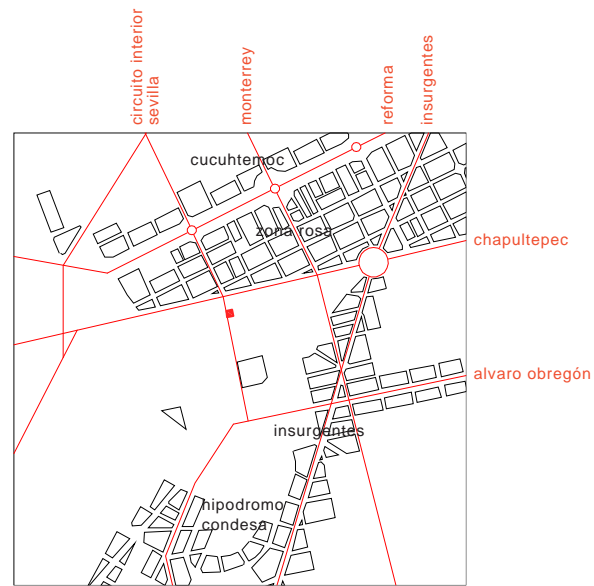 circuito interior
sevilla
monterrey
reforma
insurgentes
cucuhtemoc
zona rosa
chapultepec
alvaro obregón
insurgentes
hipodromo
condesa